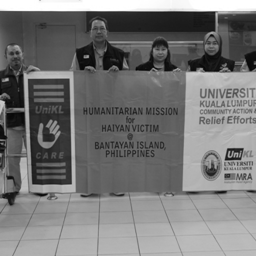 UniKL
CARE
HUMANITARIAN MISSION
for
HAIYAN VICTIM
@
BANTAYAN ISLAND,
PHILIPPINES
UNIVERSITI
KUALA LUMPUR
COMMUNITY ACTION
Relief Efforts
UniKL
UNIVERSITI
KUALA LUMPUR
MRA